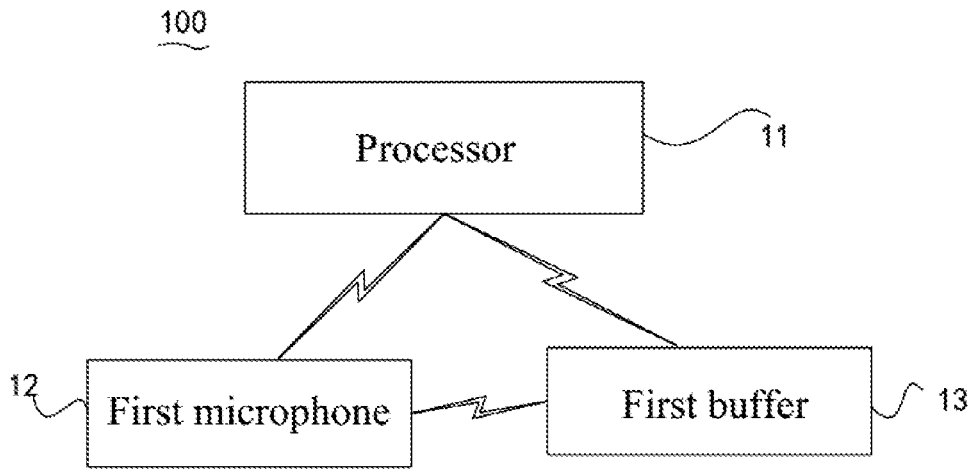 100
Processor
11
12
First microphone
First buffer
13